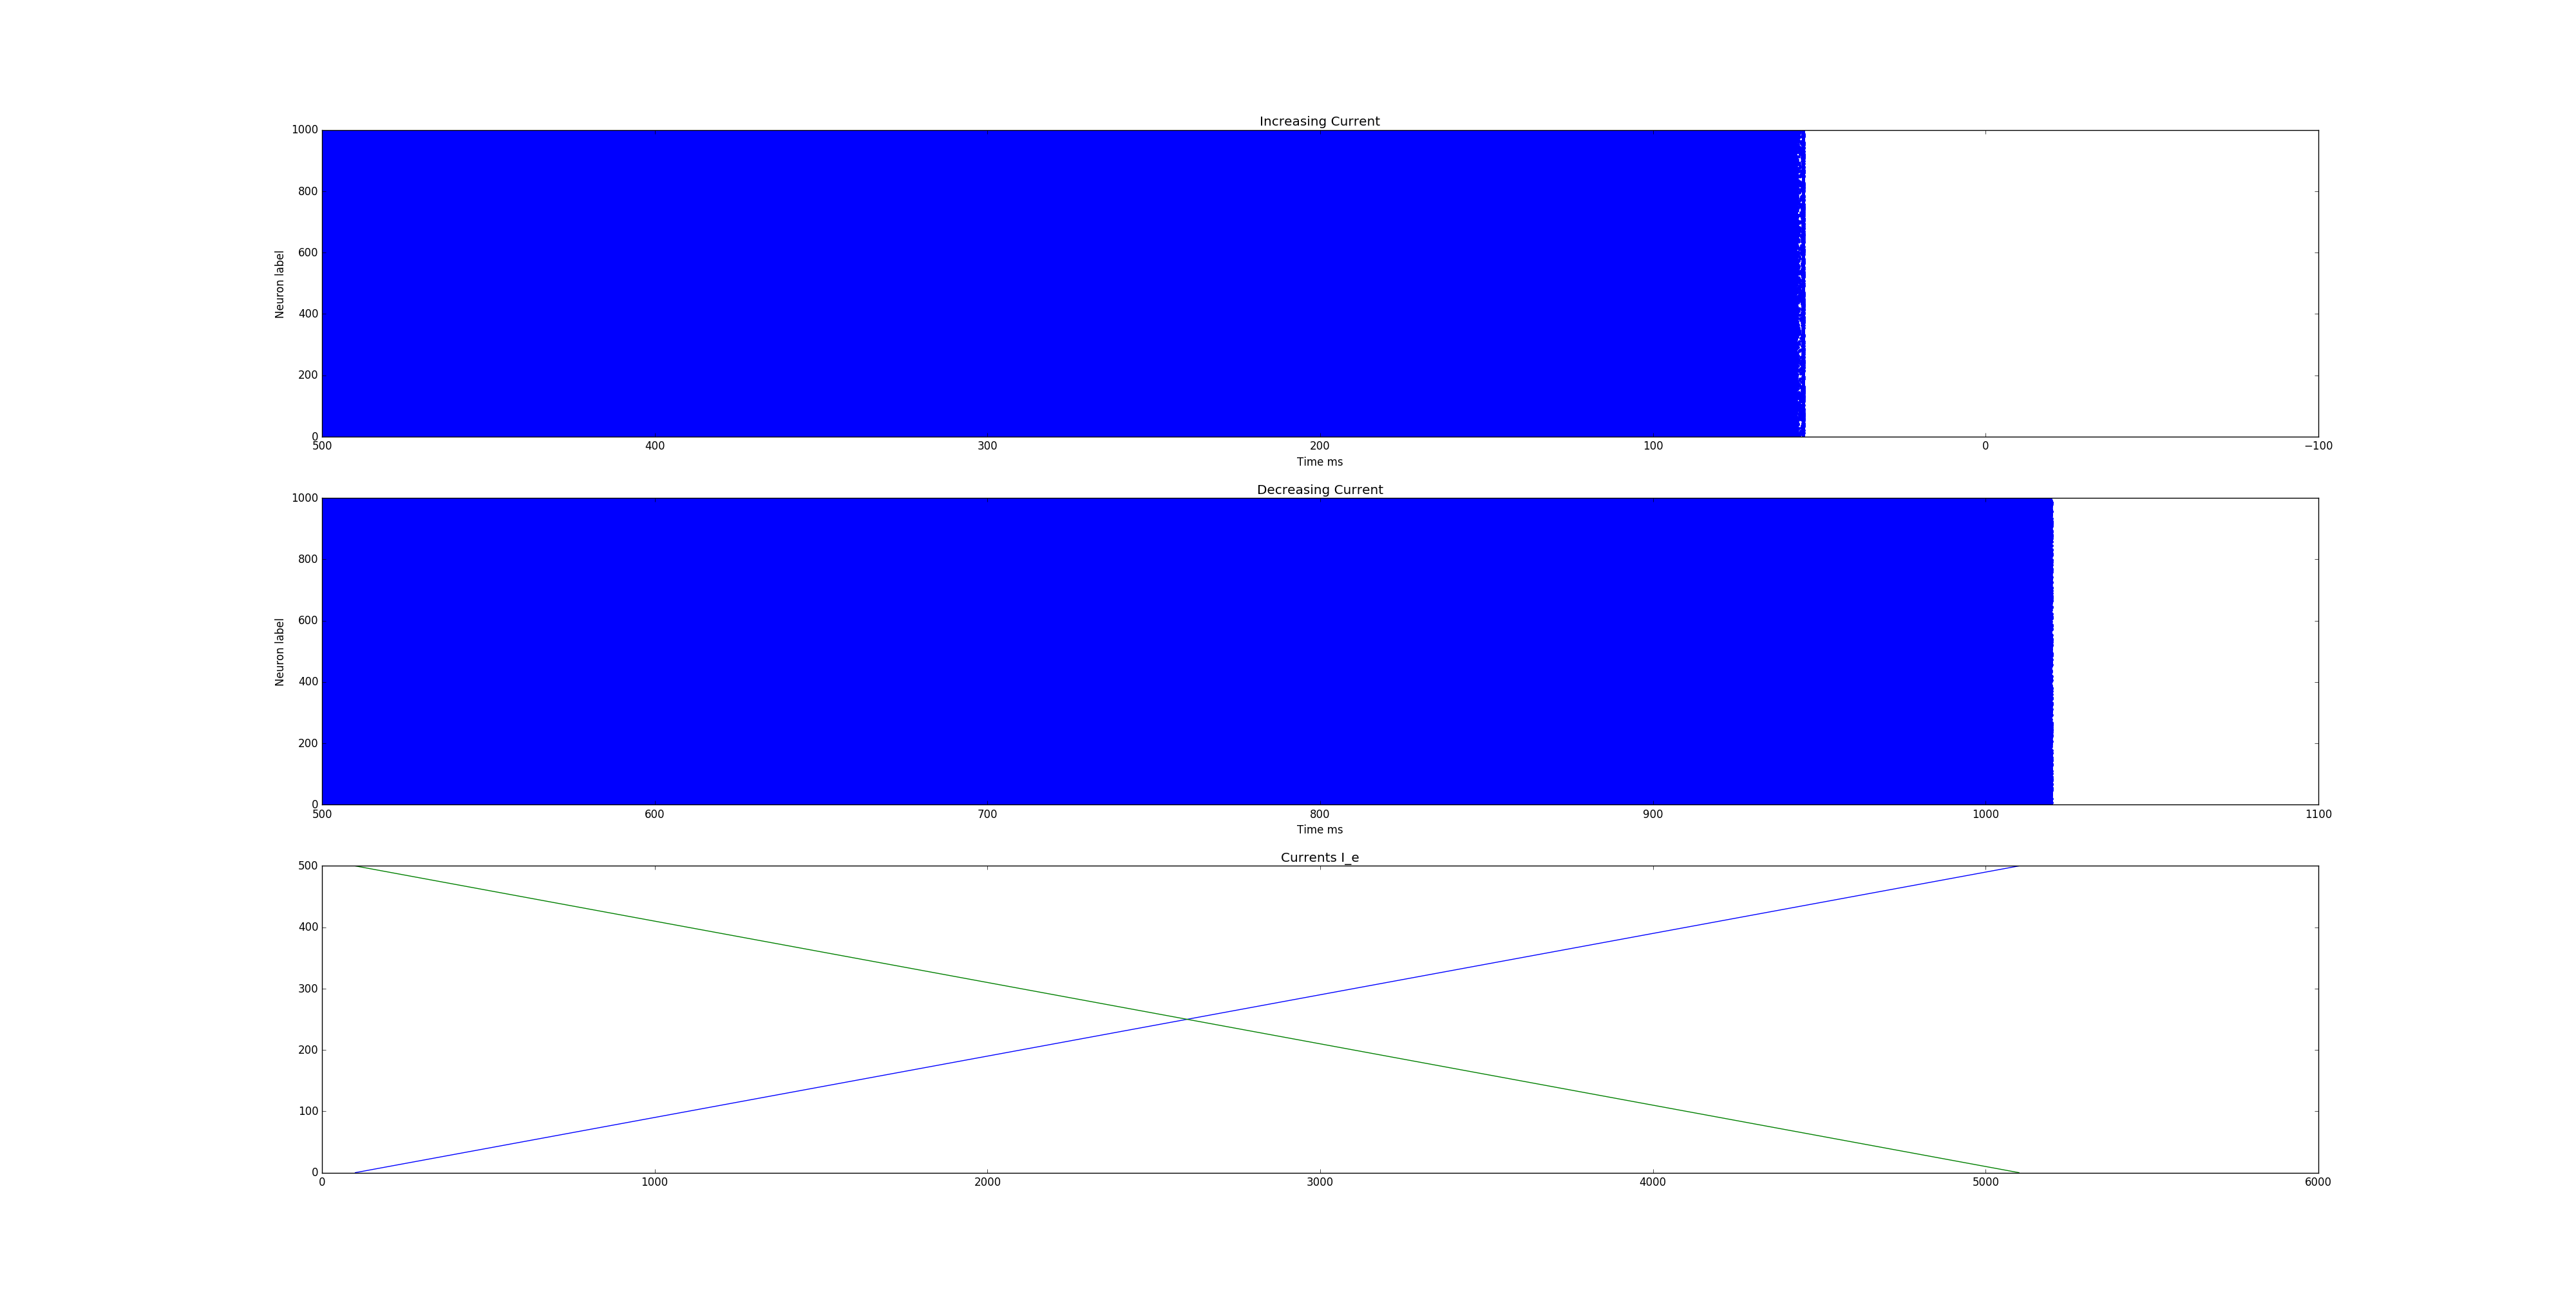 Increasing Current
1000
800
600
400
200
0
Neuron label
500 400 300 200 100 0 −100
Time ms
Decreasing Current
1000
800
600
400
200
0
Neuron label
500 600 700 800 900 1000 1100
Time ms
Currents I_e
500
400
300
200
100
0
0 1000 2000 3000 4000 5000 6000